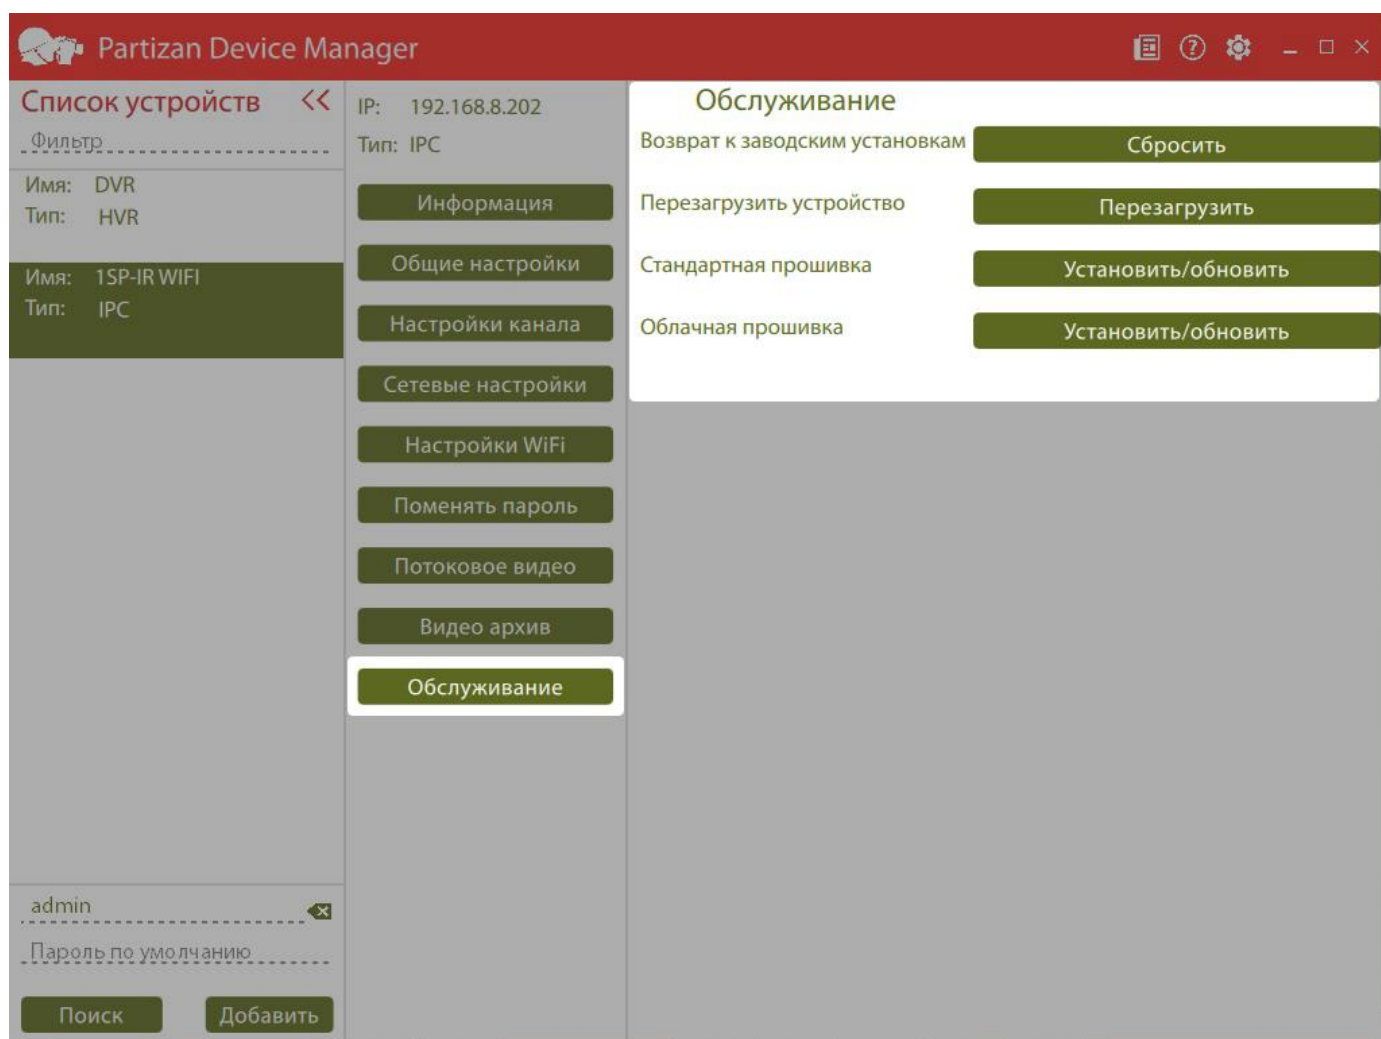 Partizan Device Manager
Список устройств <<
Фильтр
Имя: DVR
Тип: HVR
Имя: 1SP-IR WIFI
Тип: IPC
admin
Пароль по умолчанию
Поиск
Добавить
IP: 192.168.8.202
Тип: IPC
Информация
Общие настройки
Настройки канала
Сетевые настройки
Настройки WiFi
Поменять пароль
Потоковое видео
Видео архив
Обслуживание
Обслуживание
Возврат к заводским установкам Сбросить
Перезагрузить устройство Перезагрузить
Стандартная прошивка Установить/обновить
Облачная прошивка Установить/обновить